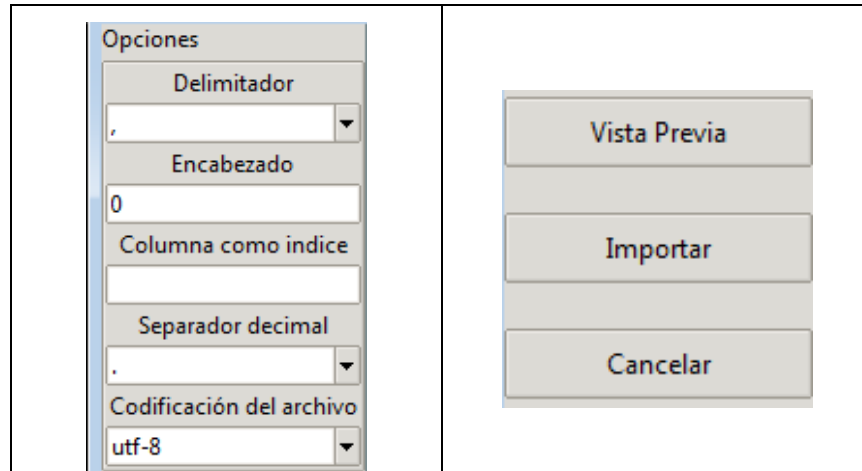 Opciones
Delimitador
,
Encabezado
0
Columna como indice
Separador decimal
.
Codificación del archivo
utf-8
Vista Previa
Importar
Cancelar